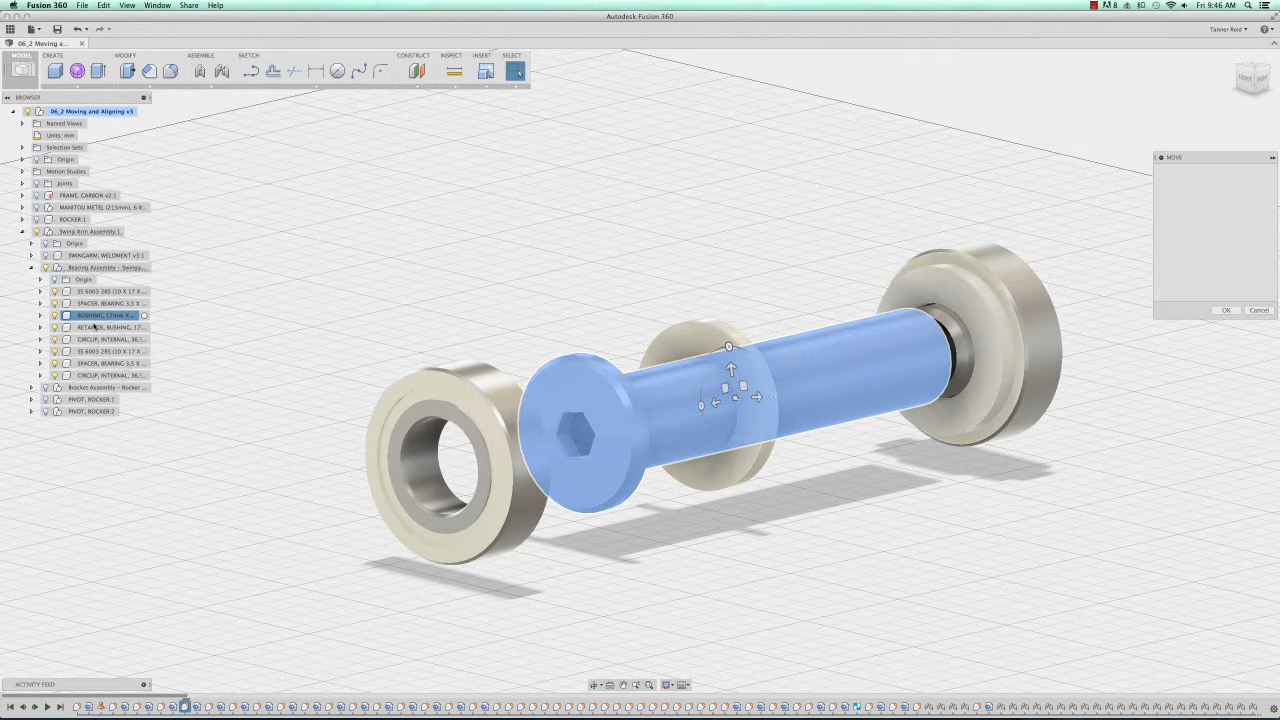 Fusion 360 File Edit View Window Share Help
8 Fri 9:46 AM
Autodesk Fusion 360
Tanner Reid
06_2 Moving a...
MODEL CREATE MODIFY ASSEMBLE SKETCH CONSTRUCT INSPECT INSERT SELECT
FRONT RIGHT
BROWSER
06_2 Moving and Aligning v3
Named Views
Units: mm
Selection Sets
Origin
Motion Studies
Joints
FRAME, CARBON v2:1
MANITOU METEL (215mm), 6 #...
ROCKER:1
Swing Arm Assembly:1
Origin
SWINGARM, WELDMENT v3:1
Bearing Assembly - Swinga...
Origin
SS 6003 2RS (10 X 17 X ...
SPACER, BEARING 3,5 X ...
BUSHING, 17mm X ...
RETAINER, BUSHING, 17...
CIRCLIP, INTERNAL, 36,5...
SS 6003 2RS (10 X 17 X ...
SPACER, BEARING 3,5 X ...
CIRCLIP, INTERNAL, 36,5...
Bracket Assembly - Rocker ...
PIVOT, ROCKER:1
PIVOT, ROCKER:2
MOVE
OK Cancel
ACTIVITY FEED